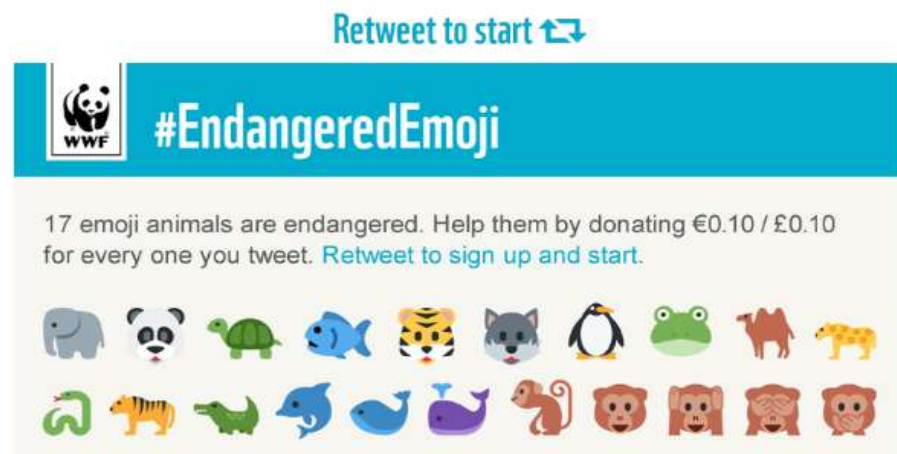 Retweet to start
WWF
#EndangeredEmoji
17 emoji animals are endangered. Help them by donating €0.10 / £0.10
for every one you tweet. Retweet to sign up and start.